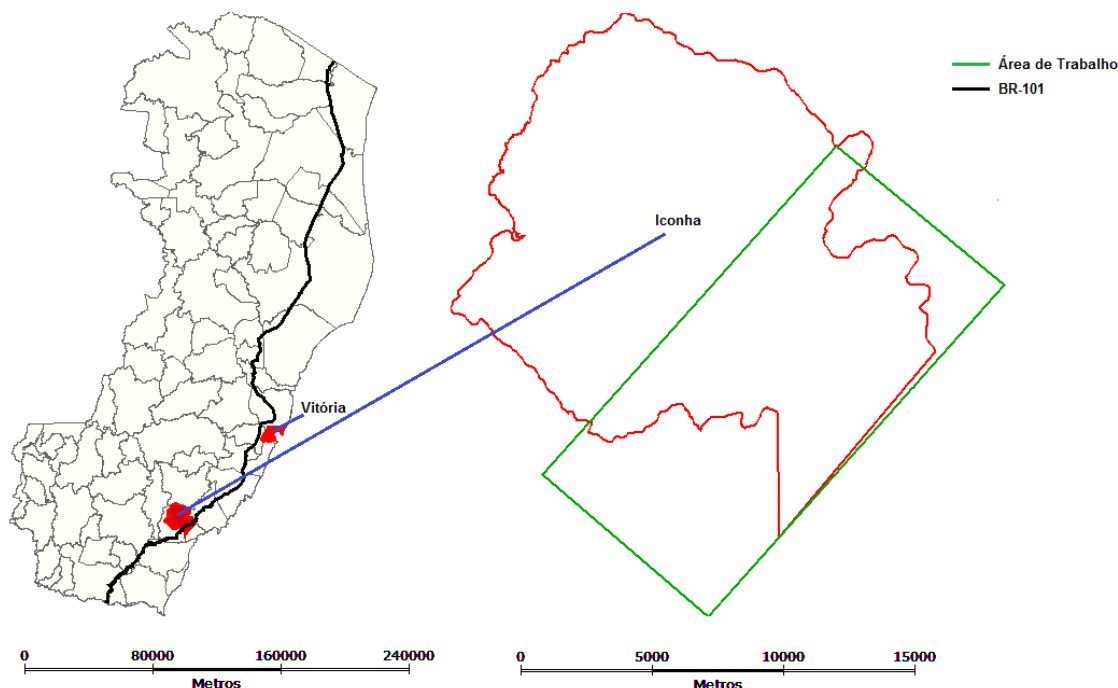 Área de Trabalho
BR-101
Iconha
Vitória
0 80000 160000 240000
Metros
0 5000 10000 15000
Metros